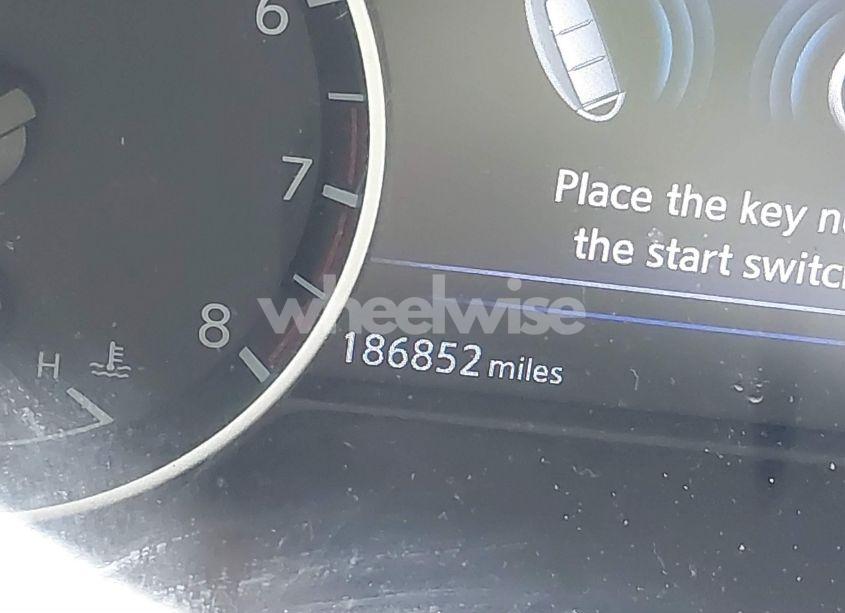 6
7
8
H
Place the key
the start
wheelwise
186852 miles